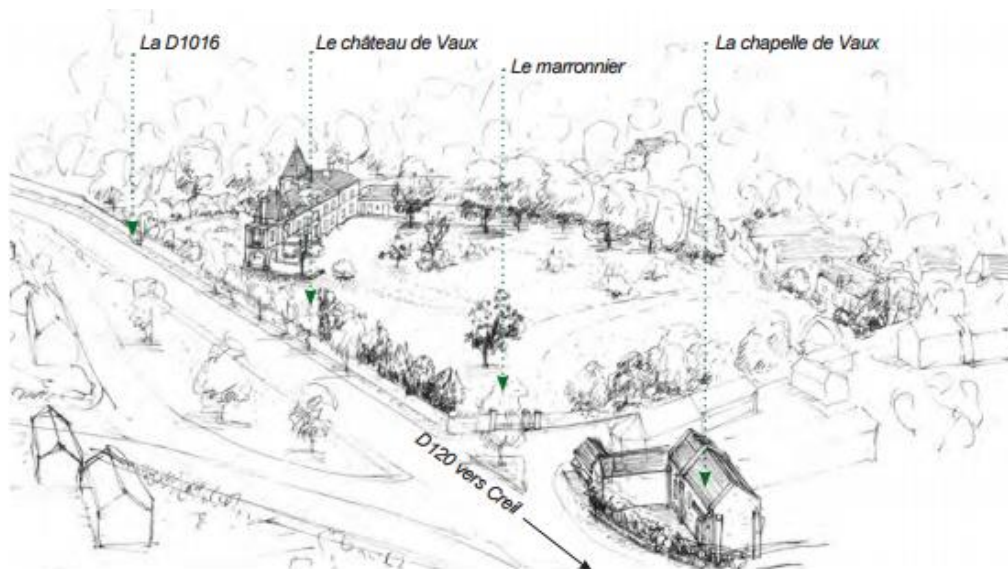 La D1016
Le château de Vaux
Le marronnier
La chapelle de Vaux
D120 vers Creil